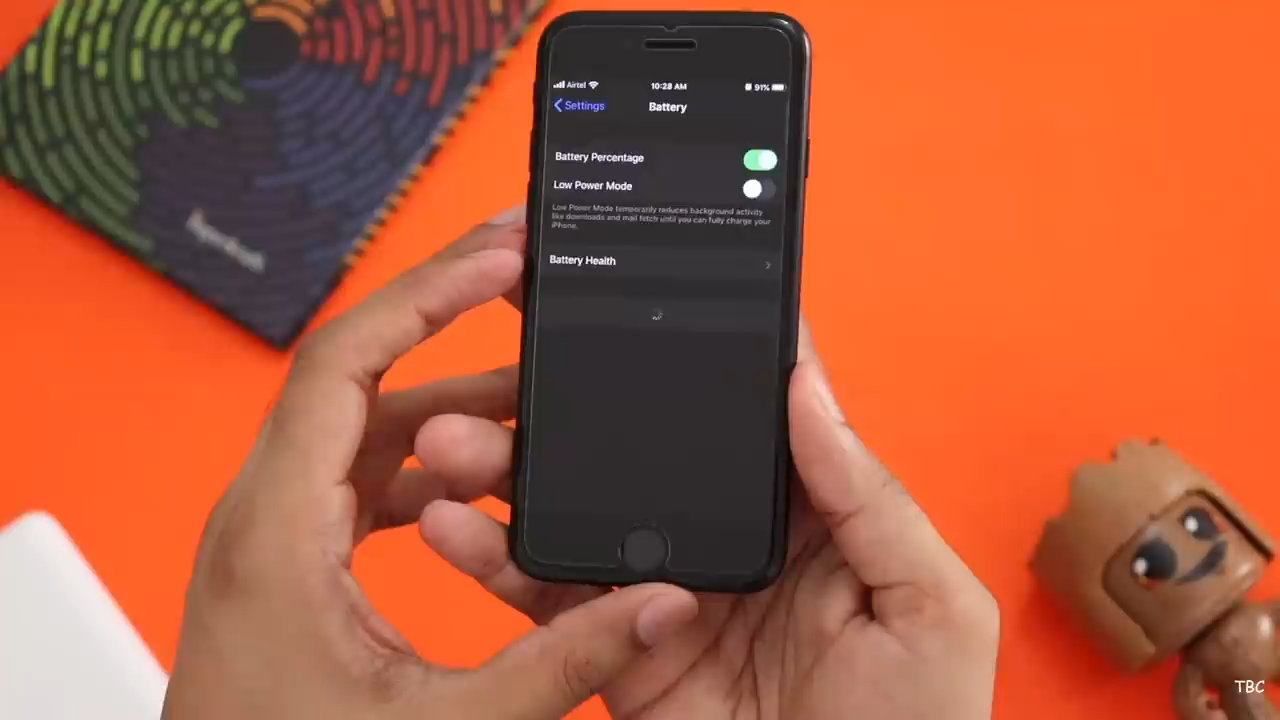 Airtel 10:28 AM 91%
Settings Battery
Battery Percentage
Low Power Mode
Low Power Mode temporarily reduces background activity
like downloads and mail fetch until you can fully charge your
iPhone.
Battery Health
TBC